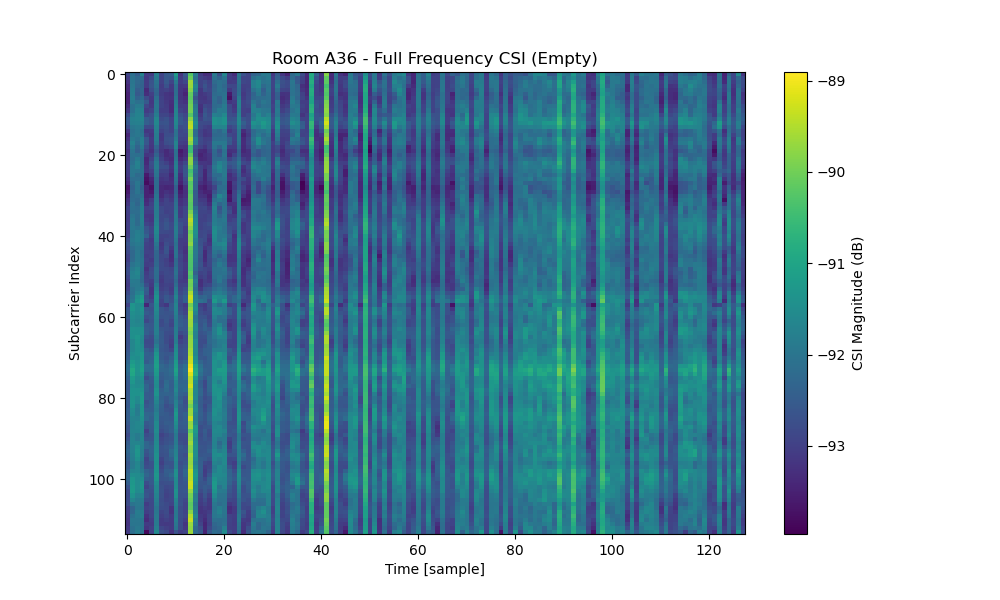 Room A36 - Full Frequency CSI (Empty)
Subcarrier Index
0
20
40
60
80
100
0 20 40 60 80 100 120
Time [sample]
−89
−90
−91
−92
−93
CSI Magnitude (dB)